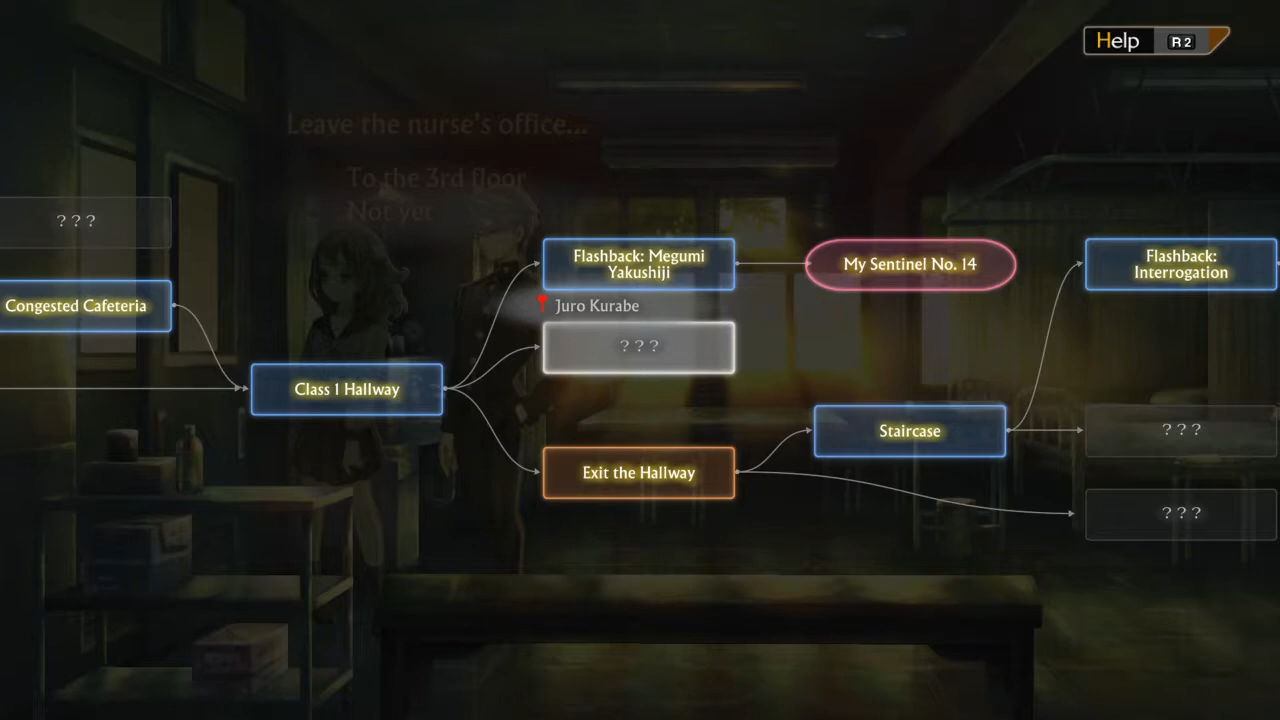 Help R2
Leave the nurse's office...
To the 3rd floor
Not yet
???
Congested Cafeteria
Class 1 Hallway
Flashback: Megumi
Yakushiji
My Sentinel No. 14
Flashback:
Interrogation
Juro Kurabe
???
Staircase
???
Exit the Hallway
???